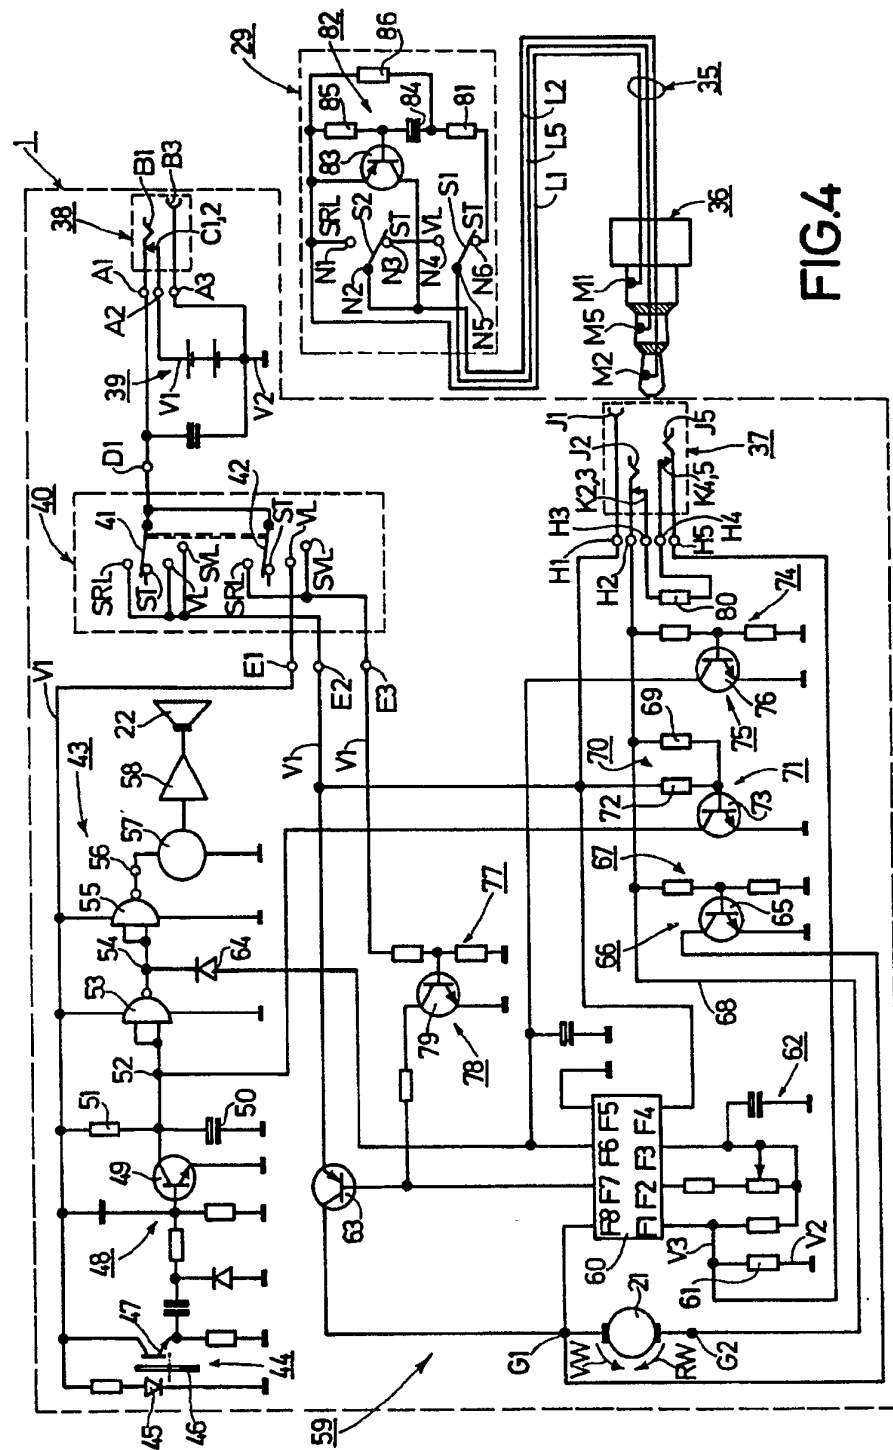 1
38
B1
B3
C1,2
A1
A2
A3
39
V1
V2
D1
40
41
42
SRL
ST
VL
SVL
SRL
ST
VL
SVL
E1
E2
E3
V1
V1
V1
43
22
58
57'
56
55
54
64
53
52
51
50
49
48
47
46
45
44
29
82
86
85
84
81
83
SRL
N1
S2
N2
ST
N3
VL
N4
S1
ST
N5
N6
L2
L5
L1
35
36
M1
M5
M2
J1
J2
J5
37
K2,3
K4,5
H1
H2
H3
H4
H5
80
74
76
75
69
70
72
71
73
67
65
66
68
77
79
78
62
63
F8 F7 F6 F5
F1 F2 F3 F4
60
V3
61
V2
59
G1
21
VW
RW
G2
FIG.4